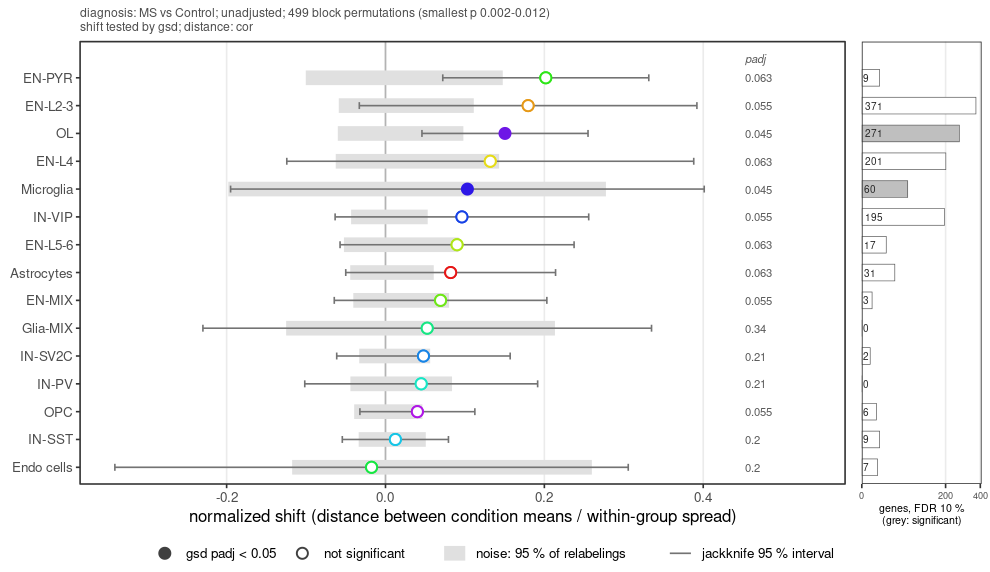 diagnosis: MS vs Control; unadjusted; 499 block permutations (smallest p 0.002-0.012)
shift tested by gsd; distance: cor
padj
EN-PYR 0.063 9
EN-L2-3 0.055 371
OL 0.045 271
EN-L4 0.063 201
Microglia 0.045 60
IN-VIP 0.055 195
EN-L5-6 0.063 17
Astrocytes 0.063 31
EN-MIX 0.055 3
Glia-MIX 0.34 0
IN-SV2C 0.21 2
IN-PV 0.21 0
OPC 0.055 6
IN-SST 0.2 9
Endo cells 0.2 7
-0.2 0.0 0.2 0.4 0 200 400
normalized shift (distance between condition means / within-group spread)
genes, FDR 10 %
(grey: significant)
gsd padj < 0.05 not significant noise: 95 % of relabelings jackknife 95 % interval